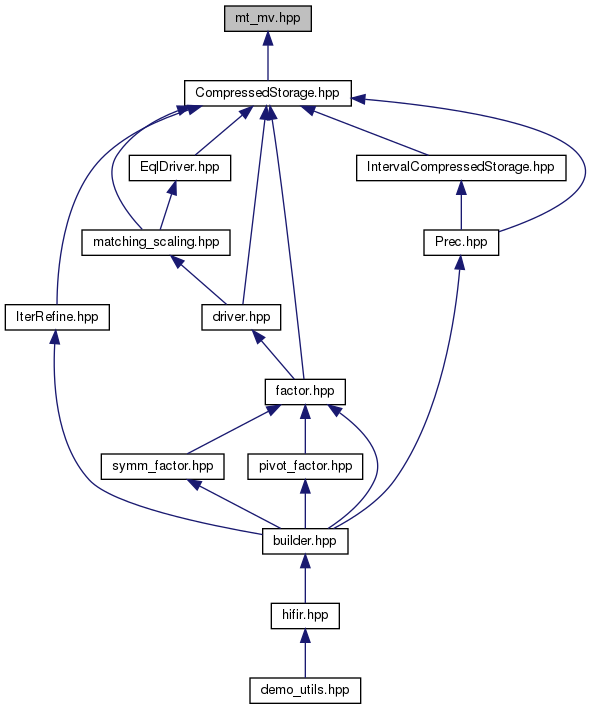 mt_mv.hpp
CompressedStorage.hpp
EqlDriver.hpp
IntervalCompressedStorage.hpp
matching_scaling.hpp
Prec.hpp
IterRefine.hpp
driver.hpp
factor.hpp
symm_factor.hpp
pivot_factor.hpp
builder.hpp
hifir.hpp
demo_utils.hpp